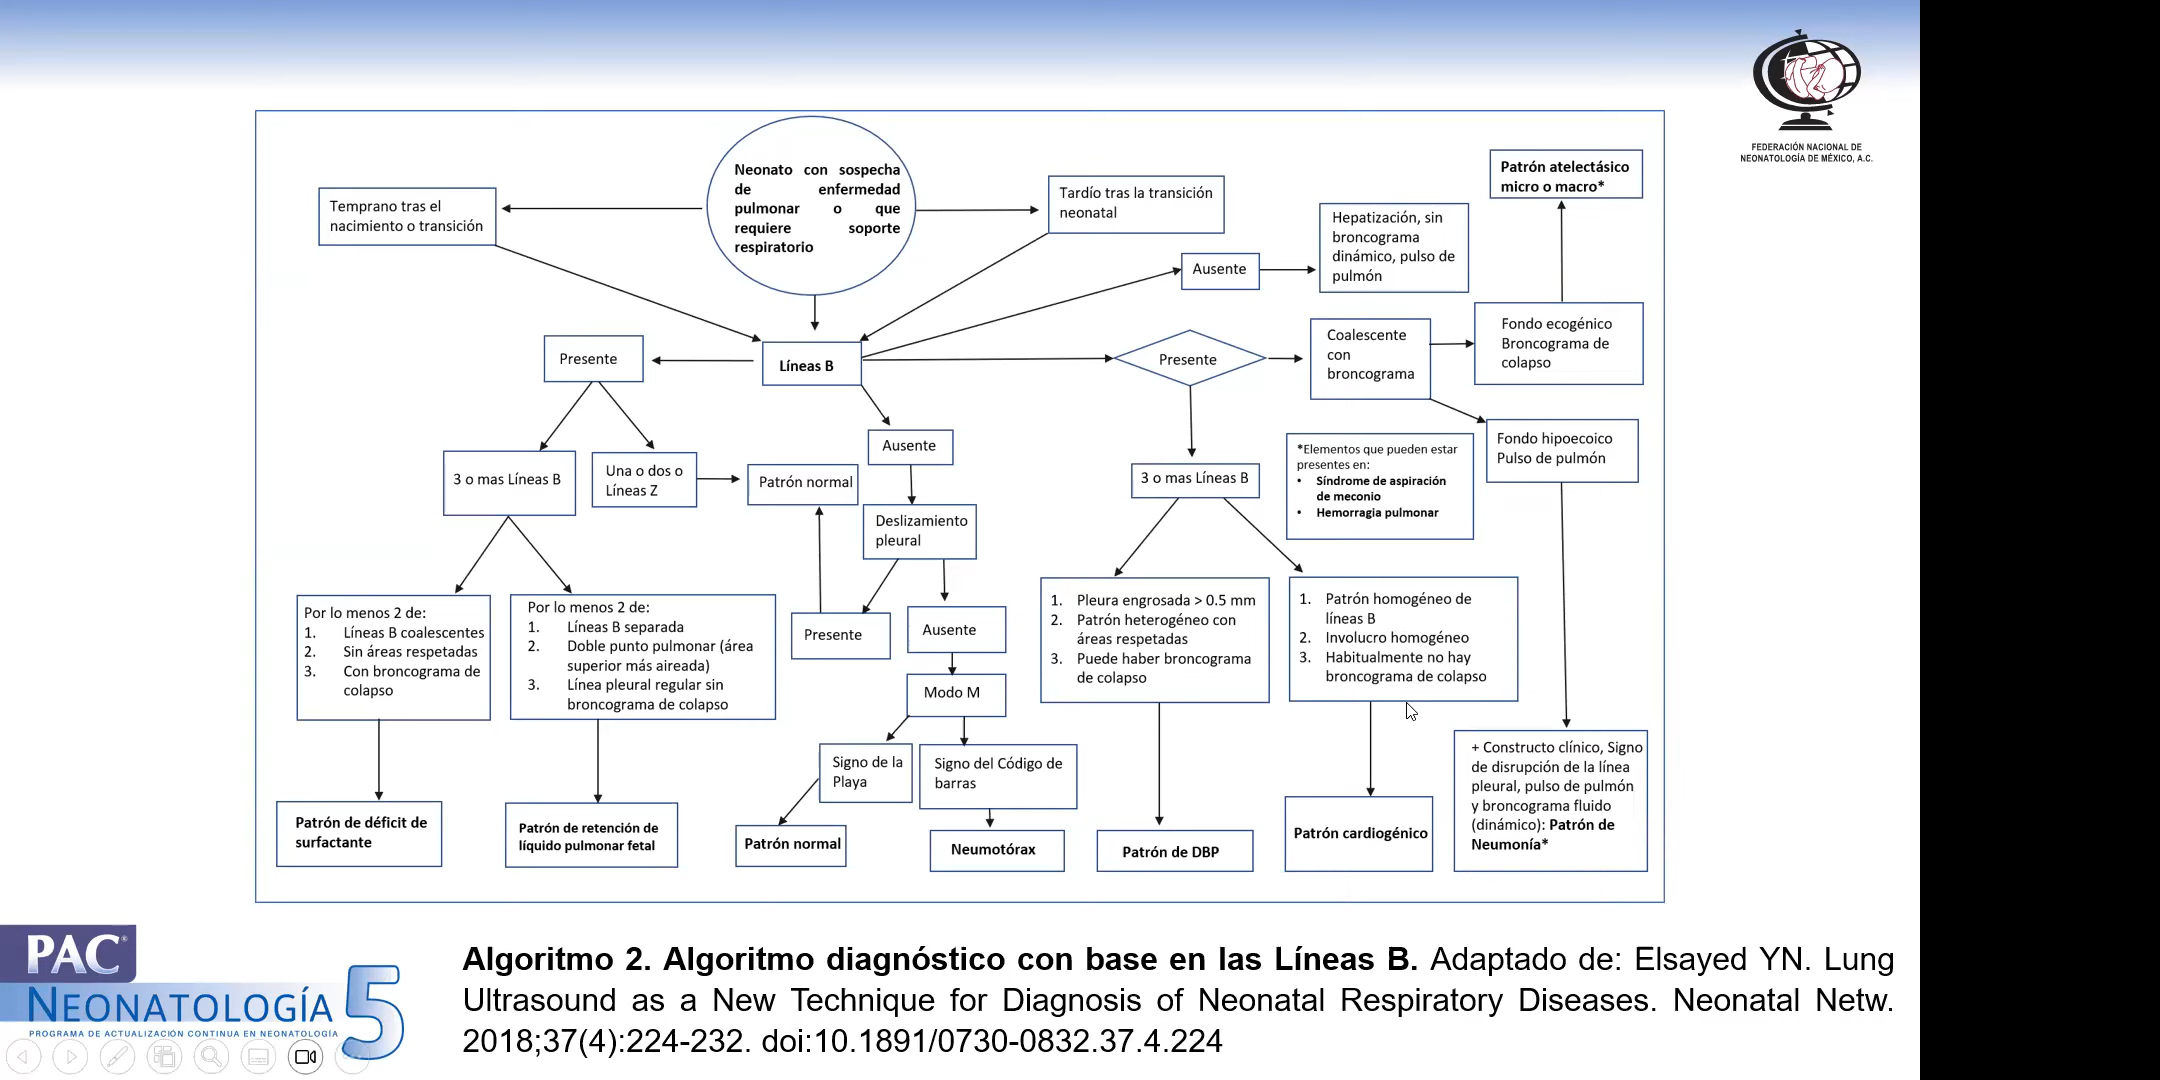 FEDERACIÓN NACIONAL DE
NEONATOLOGÍA DE MÉXICO, A.C.
Neonato con sospecha
de enfermedad
pulmonar o que
requiere soporte
respiratorio
Temprano tras el
nacimiento o transición
Tardío tras la transición
neonatal
Patrón atelectásico
micro o macro*
Hepatización, sin
broncograma
dinámico, pulso de
pulmón
Ausente
Fondo ecogénico
Broncograma de
colapso
Coalescente
con
broncograma
Presente
Líneas B
Presente
Ausente
Fondo hipoecoico
Pulso de pulmón
*Elementos que pueden estar
presentes en:
• Síndrome de aspiración
de meconio
• Hemorragia pulmonar
3 o mas Líneas B
Una o dos o
Líneas Z
Patrón normal
3 o mas Líneas B
Deslizamiento
pleural
Por lo menos 2 de:
1. Líneas B coalescentes
2. Sin áreas respetadas
3. Con broncograma de
colapso
Por lo menos 2 de:
1. Líneas B separada
2. Doble punto pulmonar (área
superior más aireada)
3. Línea pleural regular sin
broncograma de colapso
Presente
Ausente
1. Pleura engrosada > 0.5 mm
2. Patrón heterogéneo con
áreas respetadas
3. Puede haber broncograma
de colapso
1. Patrón homogéneo de
líneas B
2. Involucro homogéneo
3. Habitualmente no hay
broncograma de colapso
Modo M
Signo de la
Playa
Signo del Código de
barras
+ Constructo clínico, Signo
de disrupción de la línea
pleural, pulso de pulmón
y broncograma fluido
(dinámico): Patrón de
Neumonía*
Patrón de déficit de
surfactante
Patrón de retención de
líquido pulmonar fetal
Patrón normal
Neumotórax
Patrón de DBP
Patrón cardiogénico
PAC®
NEONATOLOGÍA 5
PROGRAMA DE ACTUALIZACIÓN CONTINUA EN NEONATOLOGÍA
Algoritmo 2. Algoritmo diagnóstico con base en las Líneas B. Adaptado de: Elsayed YN. Lung
Ultrasound as a New Technique for Diagnosis of Neonatal Respiratory Diseases. Neonatal Netw.
2018;37(4):224-232. doi:10.1891/0730-0832.37.4.224